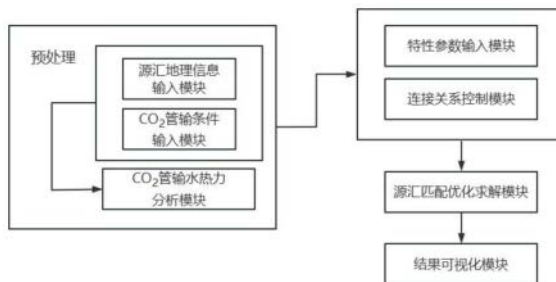 预处理
源汇地理信息
输入模块
CO₂管输条件
输入模块
CO₂管输水热力
分析模块
特性参数输入模块
连接关系控制模块
源汇匹配优化求解模块
结果可视化模块